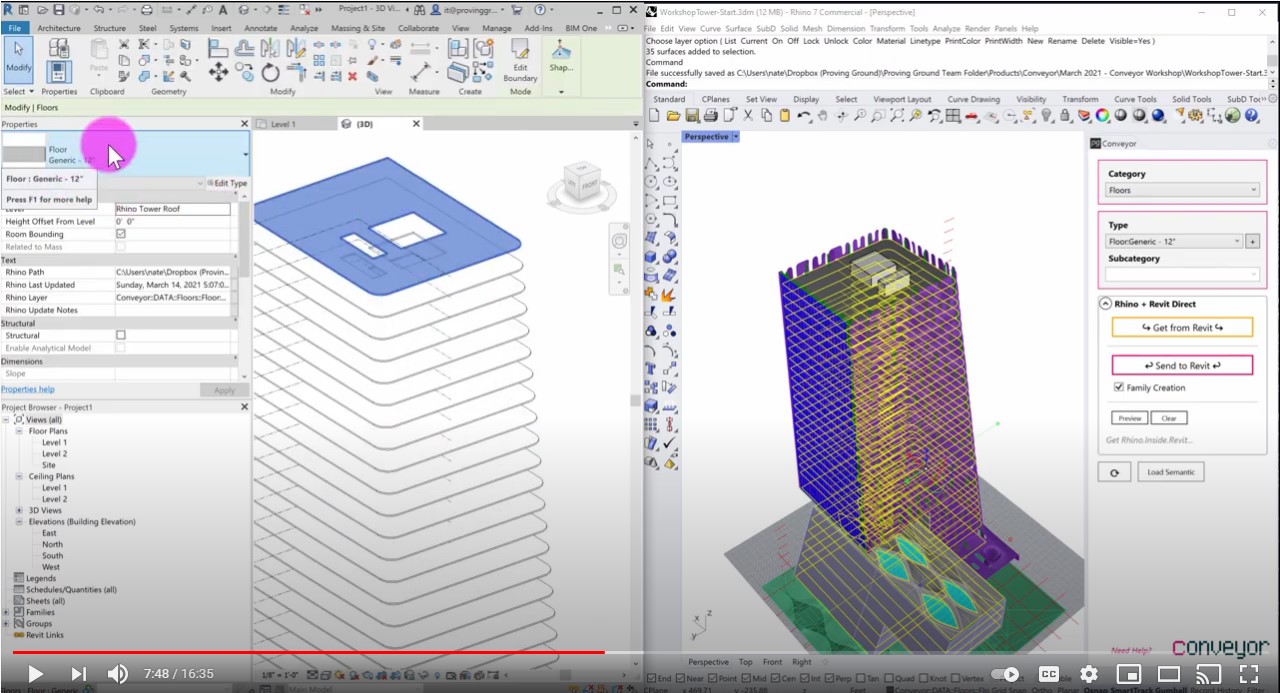 Project1 - 3D Vi...
it@provinggr...
File Architecture Structure Steel Systems Insert Annotate Analyze Massing & Site Collaborate View Manage Add-Ins BIM One
Modify
Paste
Edit
Boundary
Shap...
Select Properties Clipboard Geometry Modify View Measure Create Mode
Modify | Floors
Properties
Floor
Generic - 12"
Floor : Generic - 12"
Edit Type
Press F1 for more help
Level Rhino Tower Roof
Height Offset From Level 0' 0"
Room Bounding
Related to Mass
Text
Rhino Path C:\Users\nate\Dropbox (Provin...
Rhino Last Updated Sunday, March 14, 2021 5:07:0...
Rhino Layer Conveyor::DATA::Floors::Floor...
Rhino Update Notes
Structural
Structural
Enable Analytical Model
Dimensions
Slope
Properties help
Apply
Project Browser - Project1
Views (all)
Floor Plans
Level 1
Level 2
Site
Ceiling Plans
Level 1
Level 2
3D Views
Elevations (Building Elevation)
East
North
South
West
Legends
Schedules/Quantities (all)
Sheets (all)
Families
Groups
Revit Links
Level 1
(3D)
FRONT
1/8" = 1'-0"
Main Model
WorkshopTower-Start.3dm (12 MB) - Rhino 7 Commercial - [Perspective]
File Edit View Curve Surface SubD Solid Mesh Dimension Transform Tools Analyze Render Panels Help
Choose layer option ( List Current On Off Lock Unlock Color Material Linetype PrintColor PrintWidth New Rename Delete Visible=Yes )
35 surfaces added to selection.
Command
File successfully saved as C:\Users\nate\Dropbox (Proving Ground)\Proving Ground Team Folder\Products\Conveyor\March 2021 - Conveyor Workshop\WorkshopTower-Start.3
Command:
Standard CPlanes Set View Display Select Viewport Layout Curve Drawing Visibility Transform Curve Tools Solid Tools SubD To
Perspective
x
y
z
Perspective Top Front Right
End Near Point Mid Cen Int Perp Tan Quad Knot Vertex
Conveyor
Category
Floors
Type
Floor:Generic - 12"
+
Subcategory
Rhino + Revit Direct
Get from Revit
Send to Revit
Family Creation
Preview Clear
Get Rhino.Inside.Revit...
Load Semantic
Need Help?
conveyor
7:48 / 16:35
CC